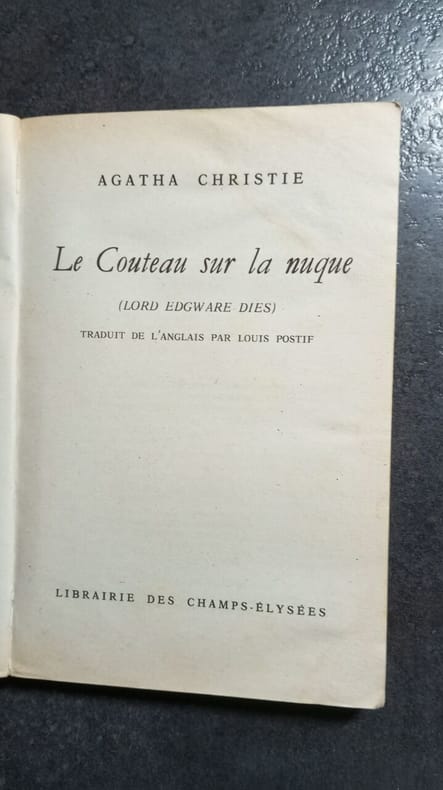 AGATHA CHRISTIE
Le Couteau sur la nuque
(LORD EDGWARE DIES)
TRADUIT DE L'ANGLAIS PAR LOUIS POSTIF
LIBRAIRIE DES CHAMPS-ÉLYSÉES